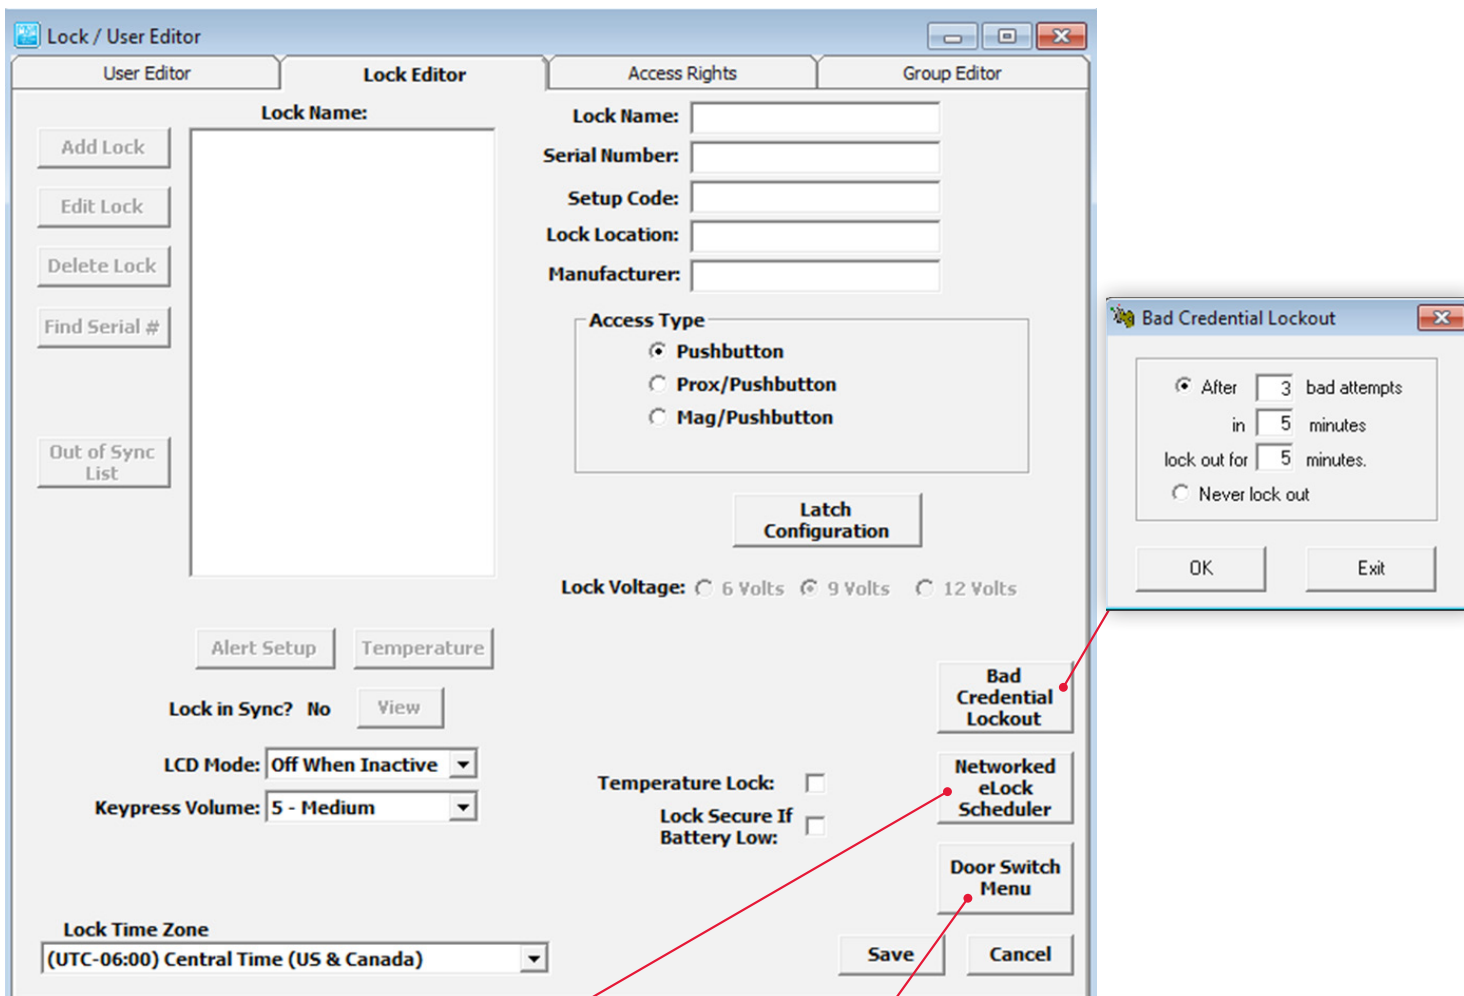 Lock / User Editor
User Editor
Lock Editor
Access Rights
Group Editor
Lock Name:
Add Lock
Edit Lock
Delete Lock
Find Serial #
Out of Sync
List
Lock Name:
Serial Number:
Setup Code:
Lock Location:
Manufacturer:
Access Type
Pushbutton
Prox/Pushbutton
Mag/Pushbutton
Latch
Configuration
Lock Voltage: 6 Volts 9 Volts 12 Volts
Alert Setup
Temperature
Lock in Sync? No View
LCD Mode: Off When Inactive
Keypress Volume: 5 - Medium
Temperature Lock:
Lock Secure If
Battery Low:
Bad
Credential
Lockout
Networked
eLock
Scheduler
Door Switch
Menu
Lock Time Zone
(UTC-06:00) Central Time (US & Canada)
Save
Cancel
Bad Credential Lockout
After 3 bad attempts
in 5 minutes
lock out for 5 minutes.
Never lock out
OK
Exit